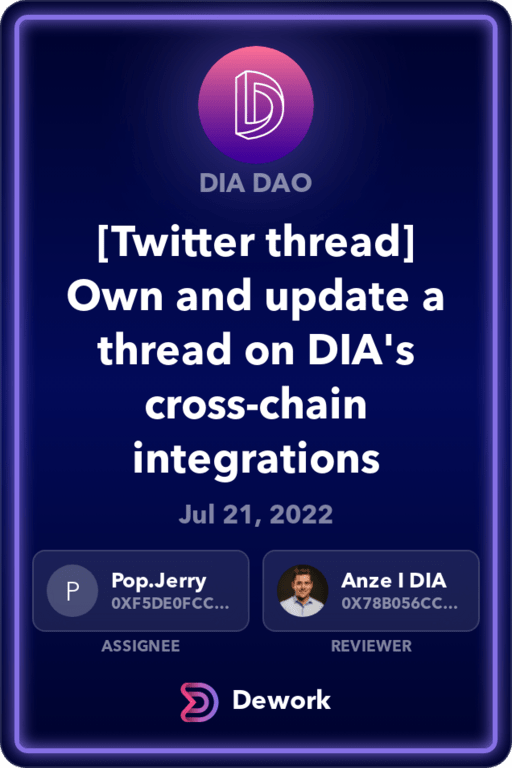 DIA DAO
[Twitter thread]
Own and update a
thread on DIA's
cross-chain
integrations
Jul 21, 2022
P
Pop.Jerry
0XF5DE0FCC...
ASSIGNEE
Anze I DIA
0X78B056CC...
REVIEWER
Dework